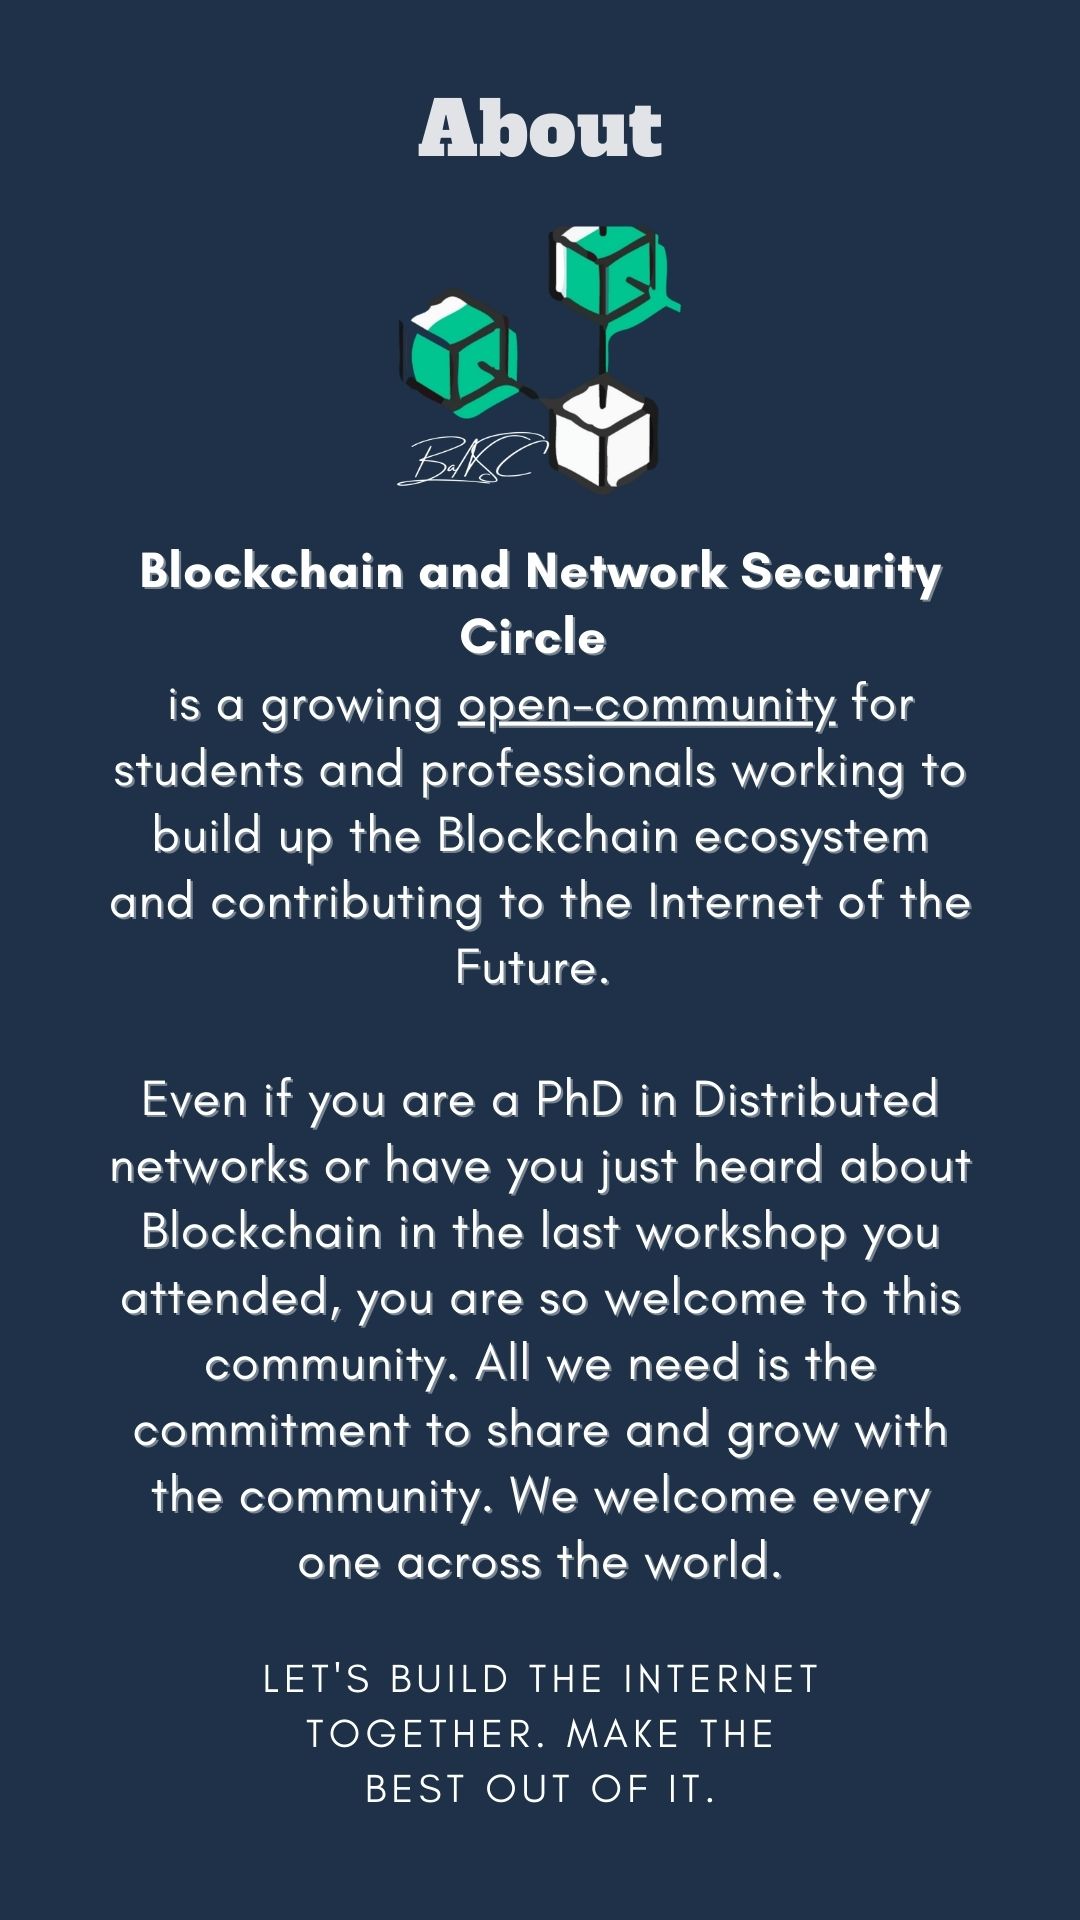 About
BaNSC
Blockchain and Network Security
Circle
is a growing open-community for
students and professionals working to
build up the Blockchain ecosystem
and contributing to the Internet of the
Future.
Even if you are a PhD in Distributed
networks or have you just heard about
Blockchain in the last workshop you
attended, you are so welcome to this
community. All we need is the
commitment to share and grow with
the community. We welcome every
one across the world.
LET'S BUILD THE INTERNET
TOGETHER. MAKE THE
BEST OUT OF IT.